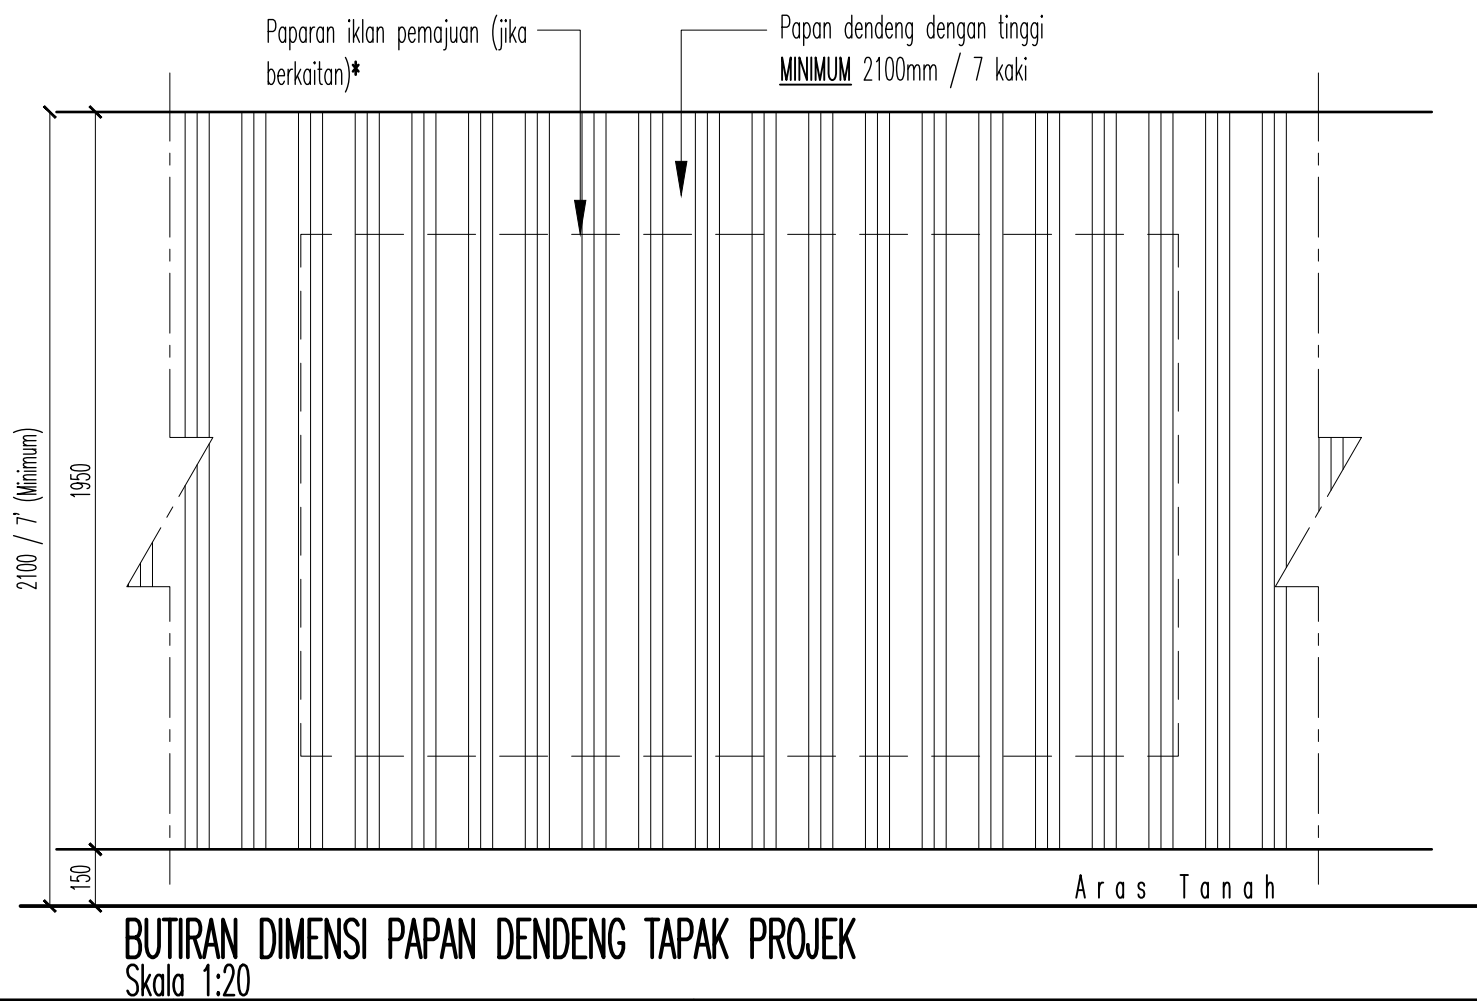 Paparan iklan pemajuan (jika
berkaitan)*
Papan dendeng dengan tinggi
MINIMUM 2100mm / 7 kaki
2100 / 7' (Minimum)
1950
150
Aras Tanah
BUTIRAN DIMENSI PAPAN DENDENG TAPAK PROJEK
Skala 1:20